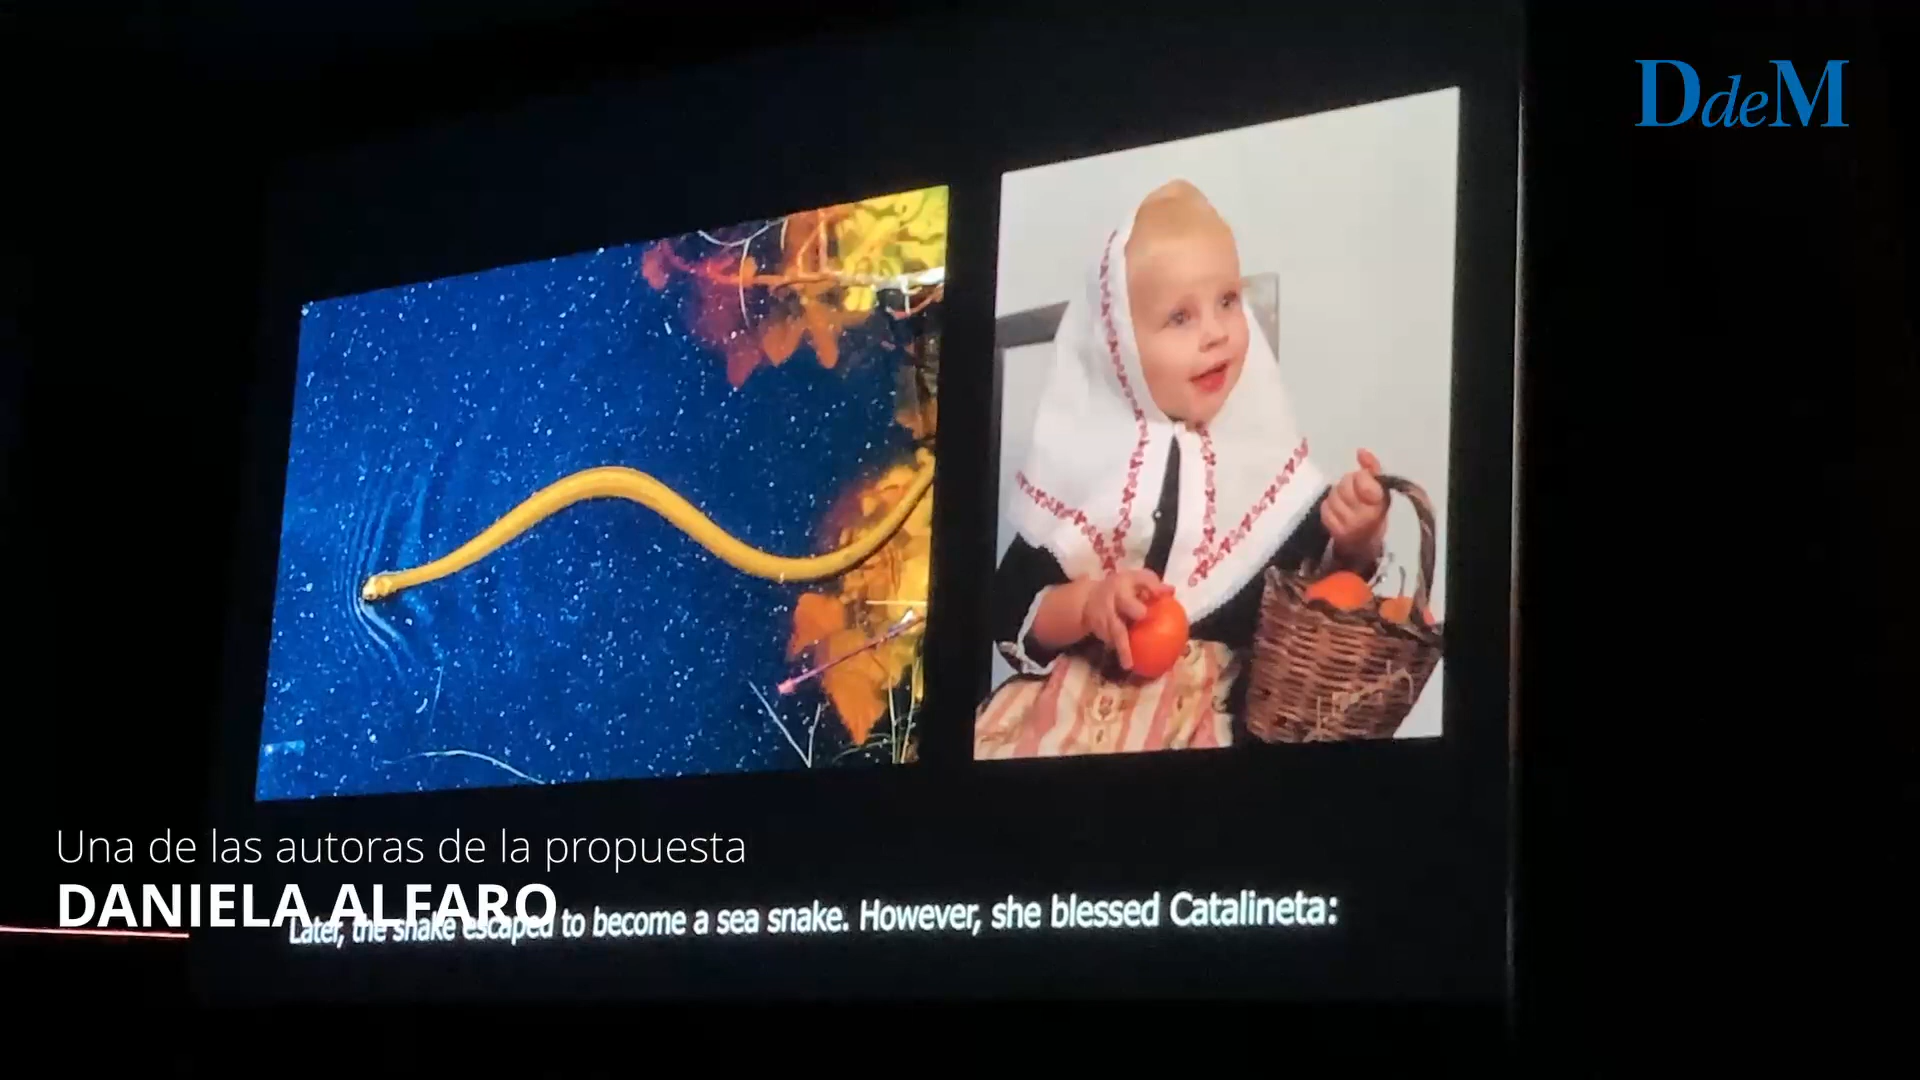 DdeM
Una de las autoras de la propuesta
DANIELA ALFARO
Later, the snake escaped to become a sea snake. However, she blessed Catalineta: